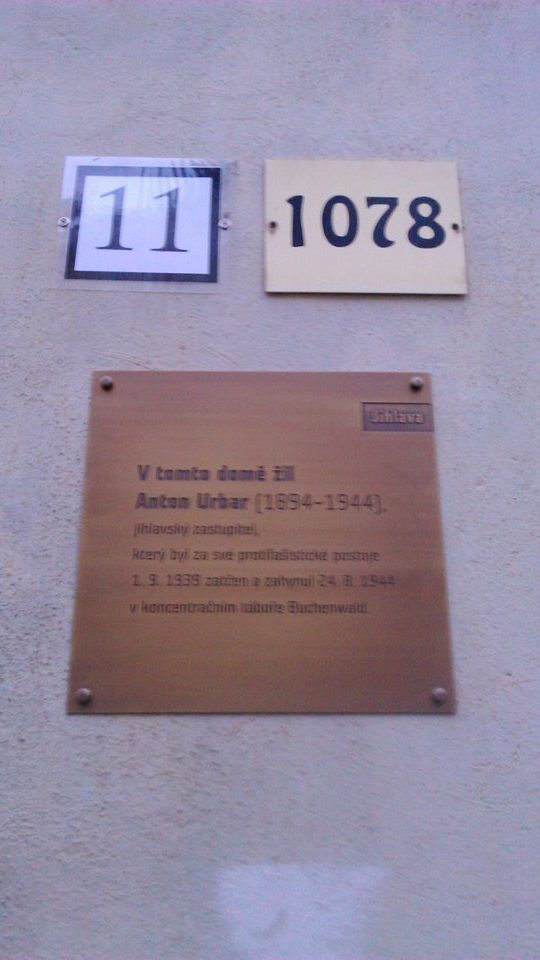 11
1078
Jihlava
V tomto domě žil
Anton Urbar (1894-1944),
jihlavský zastupitel,
který byl za své protifašistické postoje
1. 9. 1939 zatčen a zahynul 24. 8. 1944
v koncentračním táboře Buchenwald.